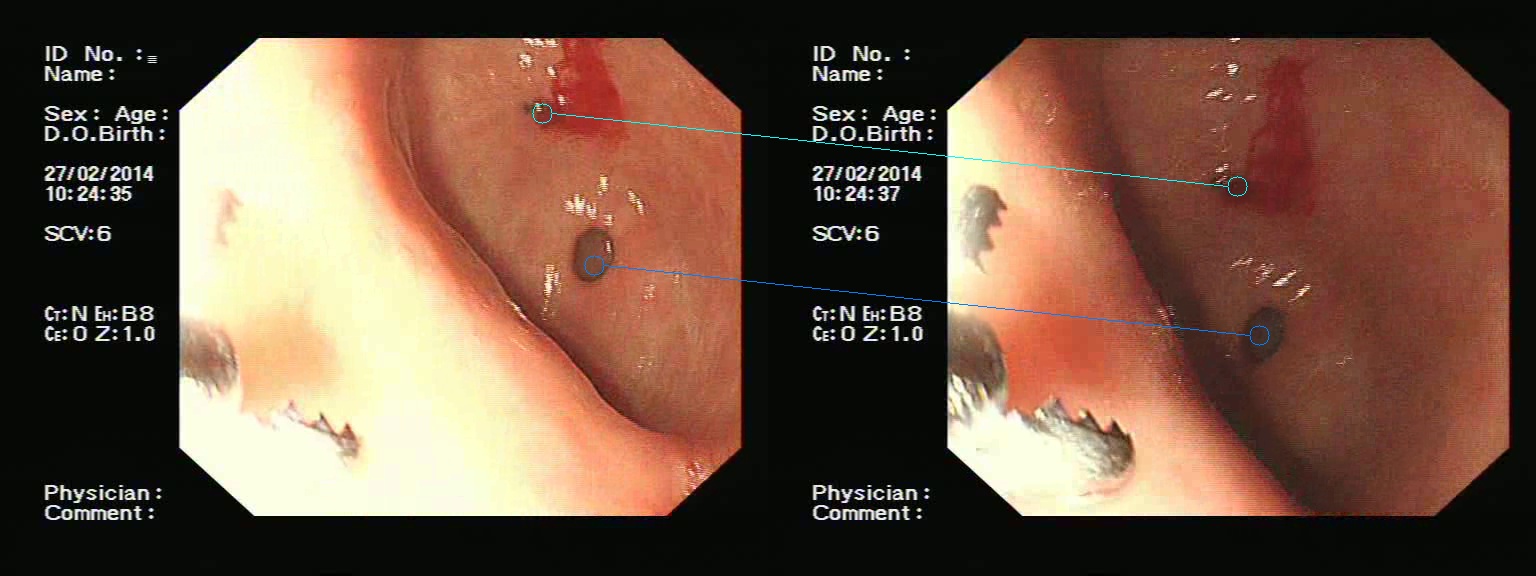 ID No. :
Name:
Sex: Age:
D.O.Birth:
27/02/2014
10:24:35
SCV:6
CT:N EH:B8
CE:0 Z:1.0
Physician:
Comment:
ID No. :
Name:
Sex: Age:
D.O.Birth:
27/02/2014
10:24:37
SCV:6
CT:N EH:B8
CE:0 Z:1.0
Physician:
Comment: